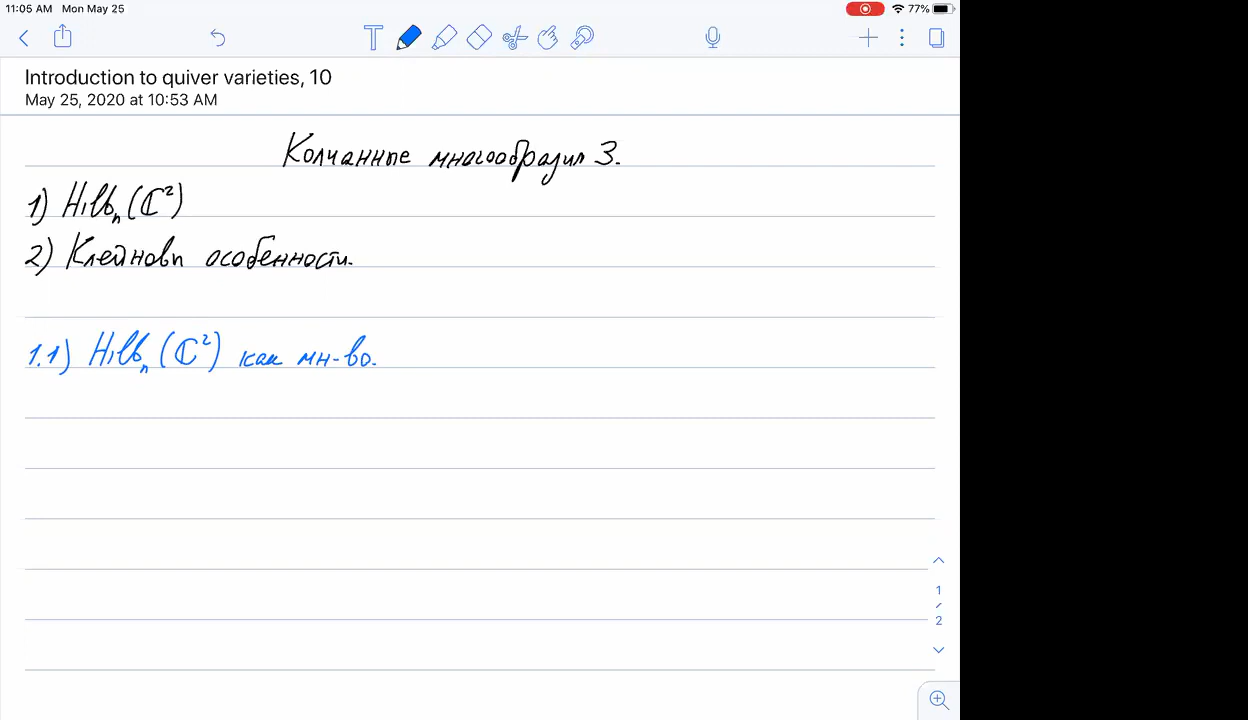 11:05 AM Mon May 25
77%
Introduction to quiver varieties, 10
May 25, 2020 at 10:53 AM
Колчанные многообразия 3.
1) Hilbₙ(ℂ²)
2) Клейновы особенности.
1.1) Hilbₙ(ℂ²) как мн-во.
1
2